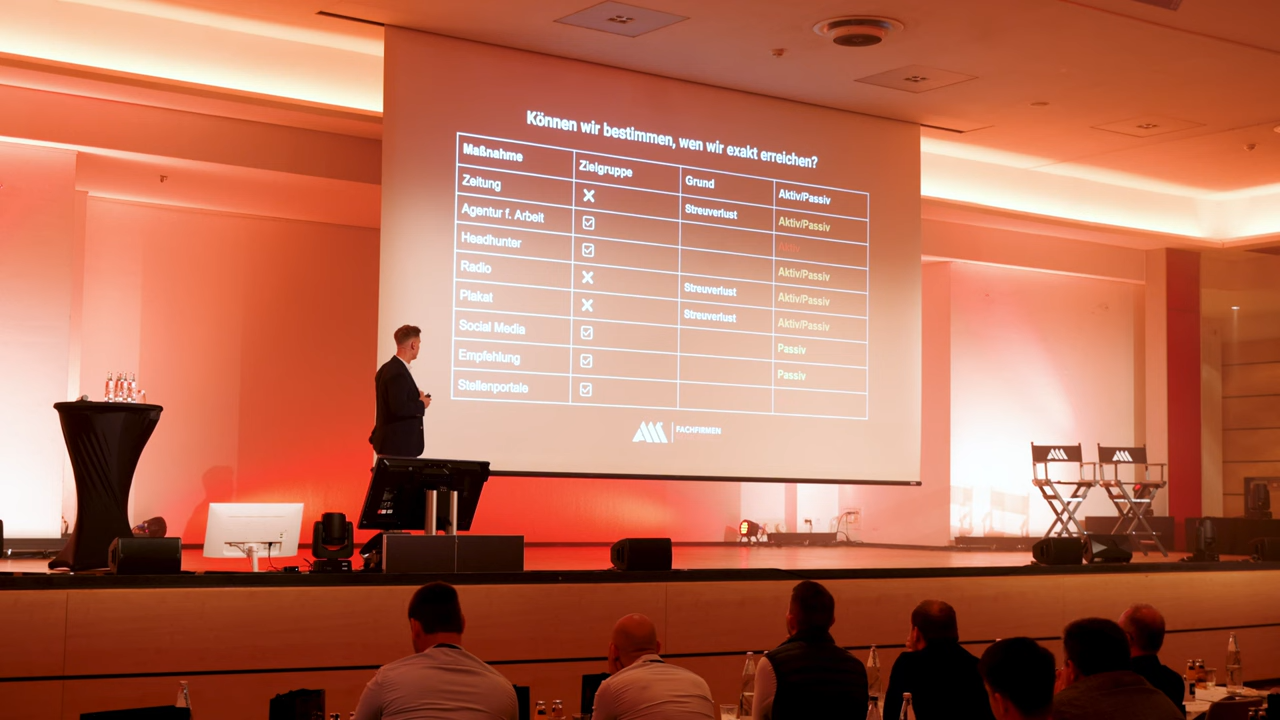 Können wir bestimmen, wen wir exakt erreichen?
Maßnahme Zielgruppe Grund Aktiv/Passiv
Zeitung ✕ Streuverlust Aktiv/Passiv
Agentur f. Arbeit ☑ Aktiv
Headhunter ☑ Aktiv/Passiv
Radio ✕ Streuverlust Aktiv/Passiv
Plakat ✕ Streuverlust Aktiv/Passiv
Social Media ☑ Passiv
Empfehlung ☑ Passiv
Stellenportale ☑
FACHFIRMEN